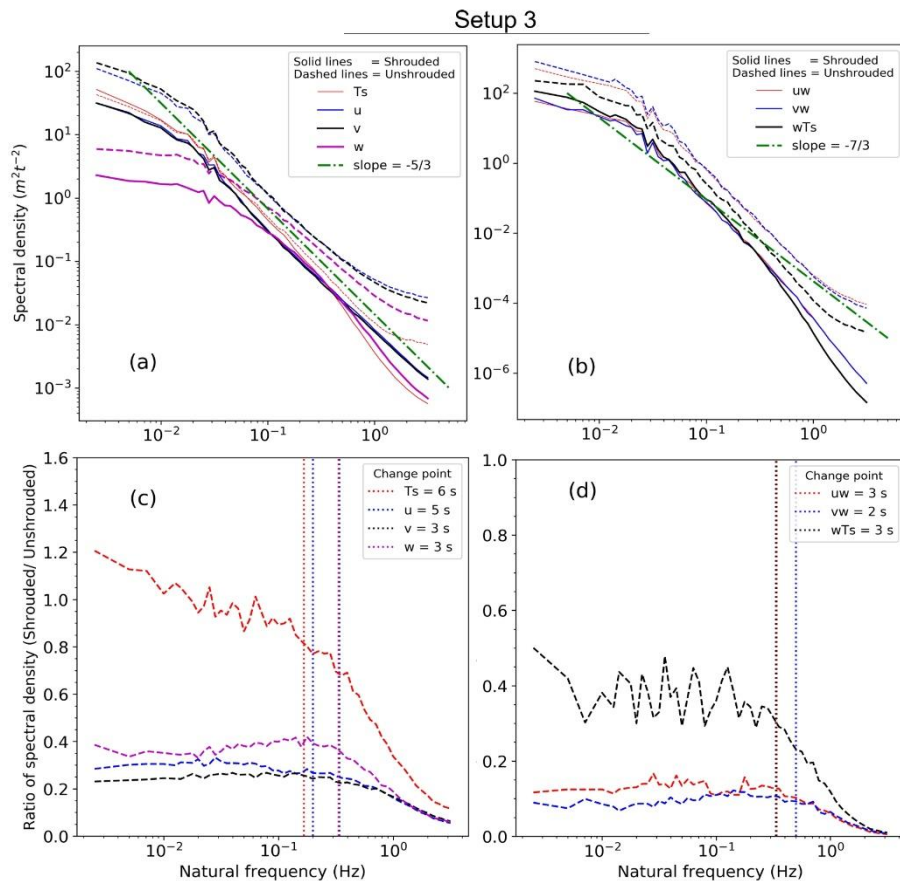 Setup 3
Spectral density (m²t⁻²)
10²
10¹
10⁰
10⁻¹
10⁻²
10⁻³
Solid lines = Shrouded
Dashed lines = Unshrouded
Ts
u
v
w
slope = -5/3
(a)
10⁻²
10⁻¹
10⁰
10²
10⁰
10⁻²
10⁻⁴
10⁻⁶
Solid lines = Shrouded
Dashed lines = Unshrouded
uw
vw
wTs
slope = -7/3
(b)
10⁻²
10⁻¹
10⁰
Ratio of spectral density (Shrouded/ Unshrouded)
1.6
1.4
1.2
1.0
0.8
0.6
0.4
0.2
0.0
(c)
Change point
Ts = 6 s
u = 5 s
v = 3 s
w = 3 s
10⁻²
10⁻¹
10⁰
Natural frequency (Hz)
1.0
0.8
0.6
0.4
0.2
0.0
(d)
Change point
uw = 3 s
vw = 2 s
wTs = 3 s
10⁻²
10⁻¹
10⁰
Natural frequency (Hz)